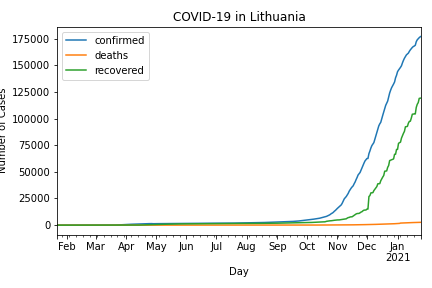 COVID-19 in Lithuania
confirmed
deaths
recovered
175000
150000
125000
100000
75000
50000
25000
0
Number of Cases
Feb Mar Apr May Jun Jul Aug Sep Oct Nov Dec Jan
2021
Day